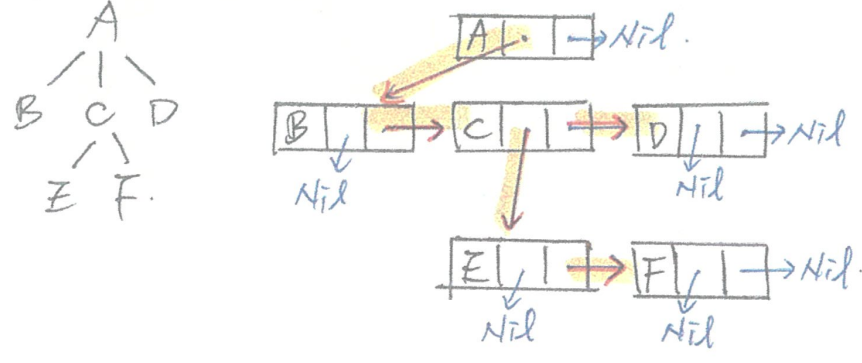 A
B C D
E F.
A Nil.
B C D Nil
Nil Nil
E F Nil.
Nil Nil